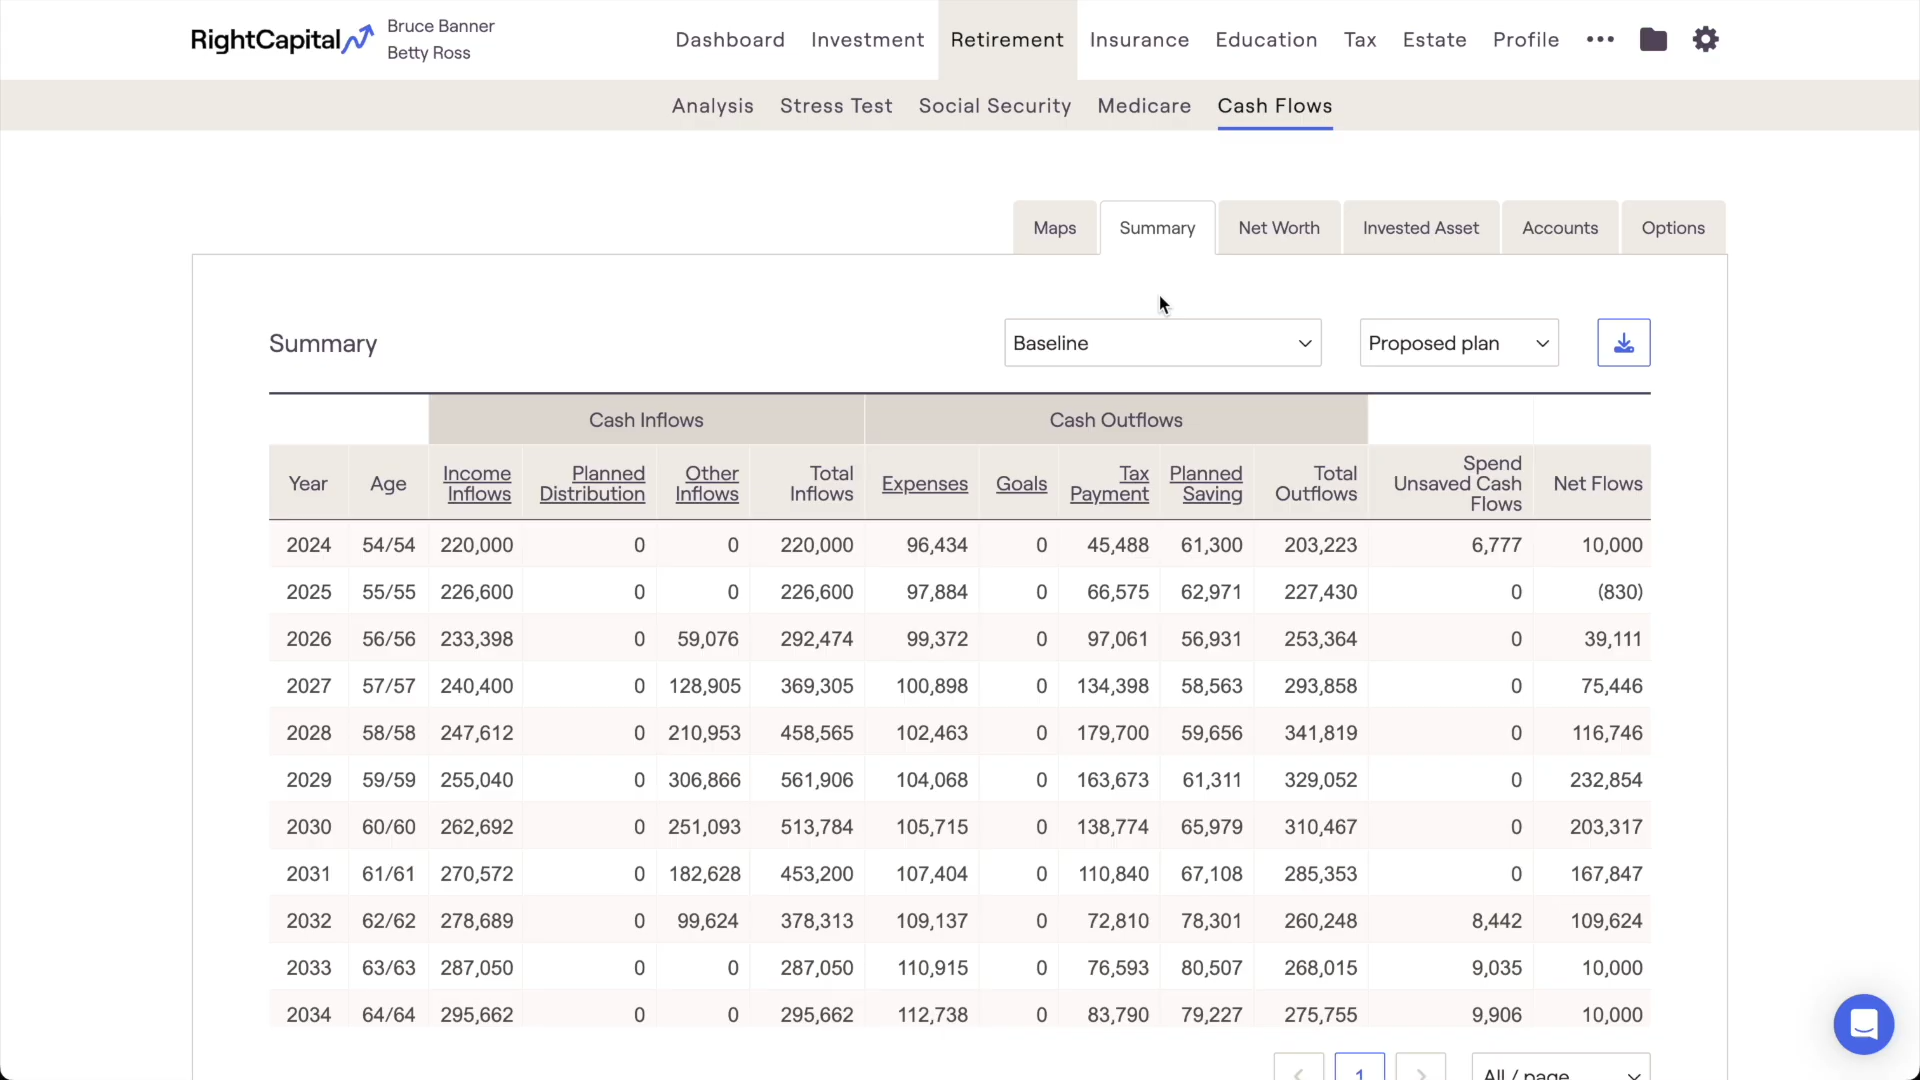 RightCapital
Bruce Banner
Betty Ross
Dashboard Investment Retirement Insurance Education Tax Estate Profile
Analysis Stress Test Social Security Medicare Cash Flows
Maps Summary Net Worth Invested Asset Accounts Options
Summary Baseline Proposed plan
Cash Inflows Cash Outflows
Year Age Income Inflows Planned Distribution Other Inflows Total Inflows Expenses Goals Tax Payment Planned Saving Total Outflows Spend Unsaved Cash Flows Net Flows
2024 54/54 220,000 0 0 220,000 96,434 0 45,488 61,300 203,223 6,777 10,000
2025 55/55 226,600 0 0 226,600 97,884 0 66,575 62,971 227,430 0 (830)
2026 56/56 233,398 0 59,076 292,474 99,372 0 97,061 56,931 253,364 0 39,111
2027 57/57 240,400 0 128,905 369,305 100,898 0 134,398 58,563 293,858 0 75,446
2028 58/58 247,612 0 210,953 458,565 102,463 0 179,700 59,656 341,819 0 116,746
2029 59/59 255,040 0 306,866 561,906 104,068 0 163,673 61,311 329,052 0 232,854
2030 60/60 262,692 0 251,093 513,784 105,715 0 138,774 65,979 310,467 0 203,317
2031 61/61 270,572 0 182,628 453,200 107,404 0 110,840 67,108 285,353 0 167,847
2032 62/62 278,689 0 99,624 378,313 109,137 0 72,810 78,301 260,248 8,442 109,624
2033 63/63 287,050 0 0 287,050 110,915 0 76,593 80,507 268,015 9,035 10,000
2034 64/64 295,662 0 0 295,662 112,738 0 83,790 79,227 275,755 9,906 10,000
1 All / page